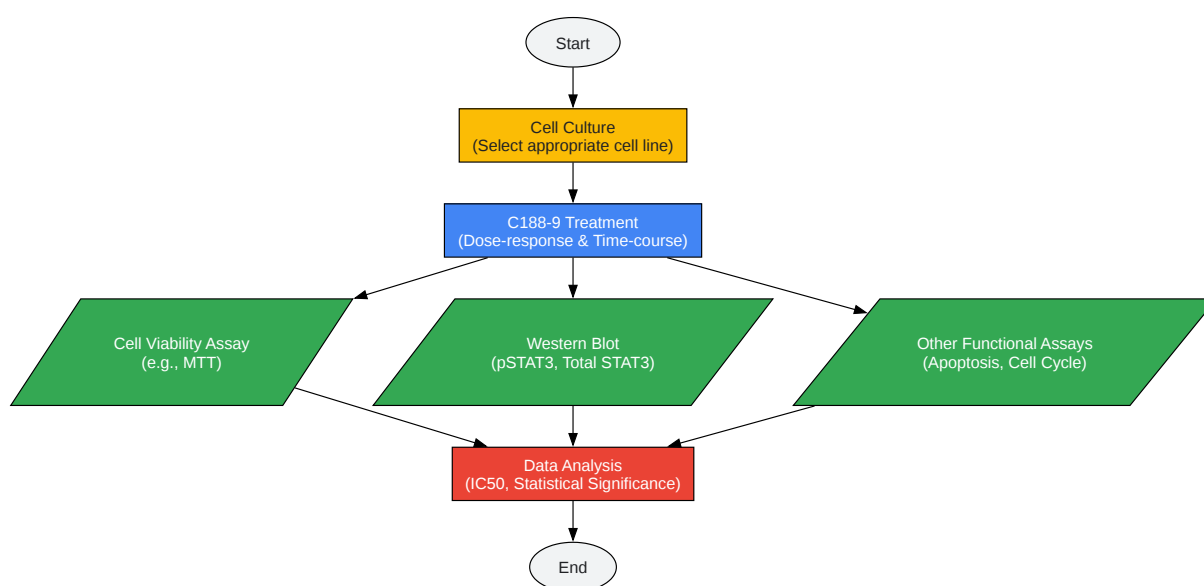 Start
Cell Culture
(Select appropriate cell line)
C188-9 Treatment
(Dose-response & Time-course)
Cell Viability Assay
(e.g., MTT)
Western Blot
(pSTAT3, Total STAT3)
Other Functional Assays
(Apoptosis, Cell Cycle)
Data Analysis
(IC50, Statistical Significance)
End